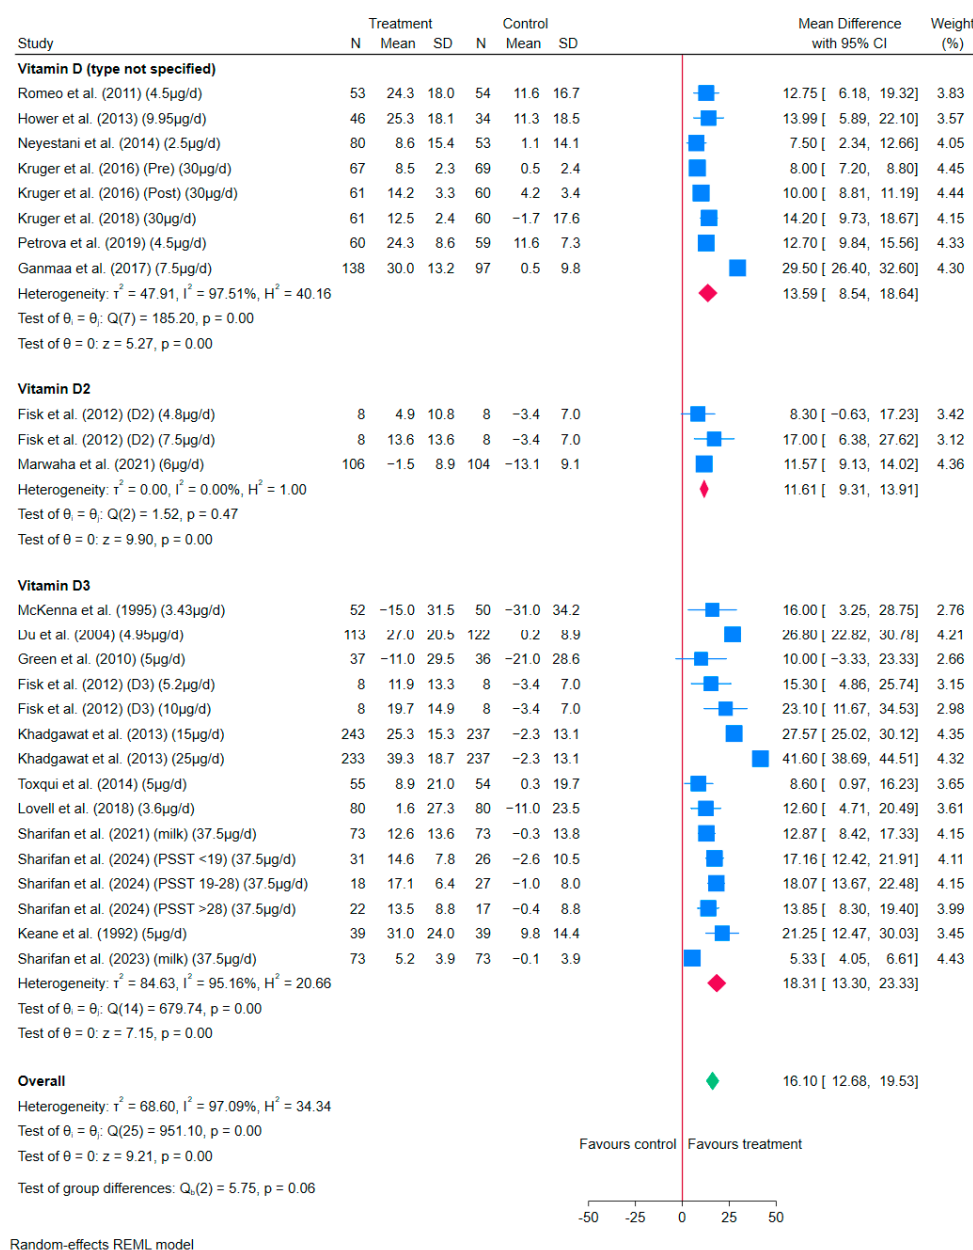 Treatment Control Mean Difference Weight
Study N Mean SD N Mean SD with 95% CI (%)
Vitamin D (type not specified)
Romeo et al. (2011) (4.5µg/d) 53 24.3 18.0 54 11.6 16.7 12.75 [ 6.18, 19.32] 3.83
Hower et al. (2013) (9.95µg/d) 46 25.3 18.1 34 11.3 18.5 13.99 [ 5.89, 22.10] 3.57
Neyestani et al. (2014) (2.5µg/d) 80 8.6 15.4 53 1.1 14.1 7.50 [ 2.34, 12.66] 4.05
Kruger et al. (2016) (Pre) (30µg/d) 67 8.5 2.3 69 0.5 2.4 8.00 [ 7.20, 8.80] 4.45
Kruger et al. (2016) (Post) (30µg/d) 61 14.2 3.3 60 4.2 3.4 10.00 [ 8.81, 11.19] 4.44
Kruger et al. (2018) (30µg/d) 61 12.5 2.4 60 −1.7 17.6 14.20 [ 9.73, 18.67] 4.15
Petrova et al. (2019) (4.5µg/d) 60 24.3 8.6 59 11.6 7.3 12.70 [ 9.84, 15.56] 4.33
Ganmaa et al. (2017) (7.5µg/d) 138 30.0 13.2 97 0.5 9.8 29.50 [ 26.40, 32.60] 4.30
Heterogeneity: τ² = 47.91, I² = 97.51%, H² = 40.16 13.59 [ 8.54, 18.64]
Test of θᵢ = θⱼ: Q(7) = 185.20, p = 0.00
Test of θ = 0: z = 5.27, p = 0.00
Vitamin D2
Fisk et al. (2012) (D2) (4.8µg/d) 8 4.9 10.8 8 −3.4 7.0 8.30 [ −0.63, 17.23] 3.42
Fisk et al. (2012) (D2) (7.5µg/d) 8 13.6 13.6 8 −3.4 7.0 17.00 [ 6.38, 27.62] 3.12
Marwaha et al. (2021) (6µg/d) 106 −1.5 8.9 104 −13.1 9.1 11.57 [ 9.13, 14.02] 4.36
Heterogeneity: τ² = 0.00, I² = 0.00%, H² = 1.00 11.61 [ 9.31, 13.91]
Test of θᵢ = θⱼ: Q(2) = 1.52, p = 0.47
Test of θ = 0: z = 9.90, p = 0.00
Vitamin D3
McKenna et al. (1995) (3.43µg/d) 52 −15.0 31.5 50 −31.0 34.2 16.00 [ 3.25, 28.75] 2.76
Du et al. (2004) (4.95µg/d) 113 27.0 20.5 122 0.2 8.9 26.80 [ 22.82, 30.78] 4.21
Green et al. (2010) (5µg/d) 37 −11.0 29.5 36 −21.0 28.6 10.00 [ −3.33, 23.33] 2.66
Fisk et al. (2012) (D3) (5.2µg/d) 8 11.9 13.3 8 −3.4 7.0 15.30 [ 4.86, 25.74] 3.15
Fisk et al. (2012) (D3) (10µg/d) 8 19.7 14.9 8 −3.4 7.0 23.10 [ 11.67, 34.53] 2.98
Khadgawat et al. (2013) (15µg/d) 243 25.3 15.3 237 −2.3 13.1 27.57 [ 25.02, 30.12] 4.35
Khadgawat et al. (2013) (25µg/d) 233 39.3 18.7 237 −2.3 13.1 41.60 [ 38.69, 44.51] 4.32
Toxqui et al. (2014) (5µg/d) 55 8.9 21.0 54 0.3 19.7 8.60 [ 0.97, 16.23] 3.65
Lovell et al. (2018) (3.6µg/d) 80 1.6 27.3 80 −11.0 23.5 12.60 [ 4.71, 20.49] 3.61
Sharifan et al. (2021) (milk) (37.5µg/d) 73 12.6 13.6 73 −0.3 13.8 12.87 [ 8.42, 17.33] 4.15
Sharifan et al. (2024) (PSST <19) (37.5µg/d) 31 14.6 7.8 26 −2.6 10.5 17.16 [ 12.42, 21.91] 4.11
Sharifan et al. (2024) (PSST 19-28) (37.5µg/d) 18 17.1 6.4 27 −1.0 8.0 18.07 [ 13.67, 22.48] 4.15
Sharifan et al. (2024) (PSST >28) (37.5µg/d) 22 13.5 8.8 17 −0.4 8.8 13.85 [ 8.30, 19.40] 3.99
Keane et al. (1992) (5µg/d) 39 31.0 24.0 39 9.8 14.4 21.25 [ 12.47, 30.03] 3.45
Sharifan et al. (2023) (milk) (37.5µg/d) 73 5.2 3.9 73 −0.1 3.9 5.33 [ 4.05, 6.61] 4.43
Heterogeneity: τ² = 84.63, I² = 95.16%, H² = 20.66 18.31 [ 13.30, 23.33]
Test of θᵢ = θⱼ: Q(14) = 679.74, p = 0.00
Test of θ = 0: z = 7.15, p = 0.00
Overall 16.10 [ 12.68, 19.53]
Heterogeneity: τ² = 68.60, I² = 97.09%, H² = 34.34
Test of θᵢ = θⱼ: Q(25) = 951.10, p = 0.00
Favours control Favours treatment
Test of θ = 0: z = 9.21, p = 0.00
Test of group differences: Q_b(2) = 5.75, p = 0.06
-50 -25 0 25 50
Random-effects REML model